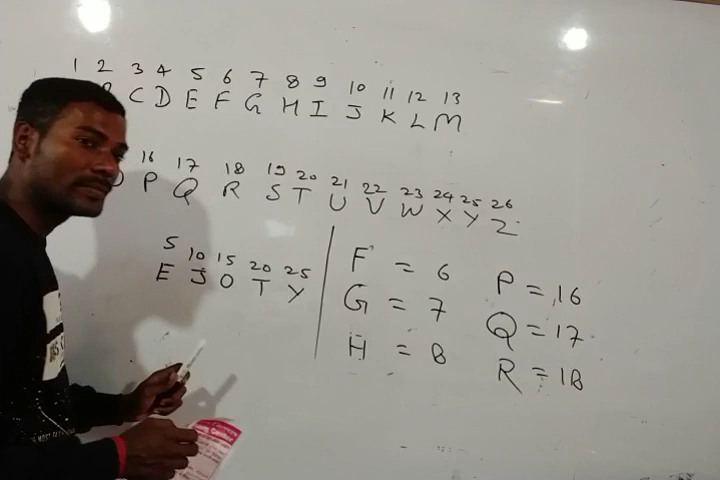 1 2 3 4 5 6 7 8 9 10 11 12 13
B C D E F G H I J K L M
16 17 18 19 20 21 22 23 24 25 26
P Q R S T U V W X Y Z
5 10 15 20 25
E J O T Y
F = 6
G = 7
H = 8
P = 16
Q = 17
R = 18